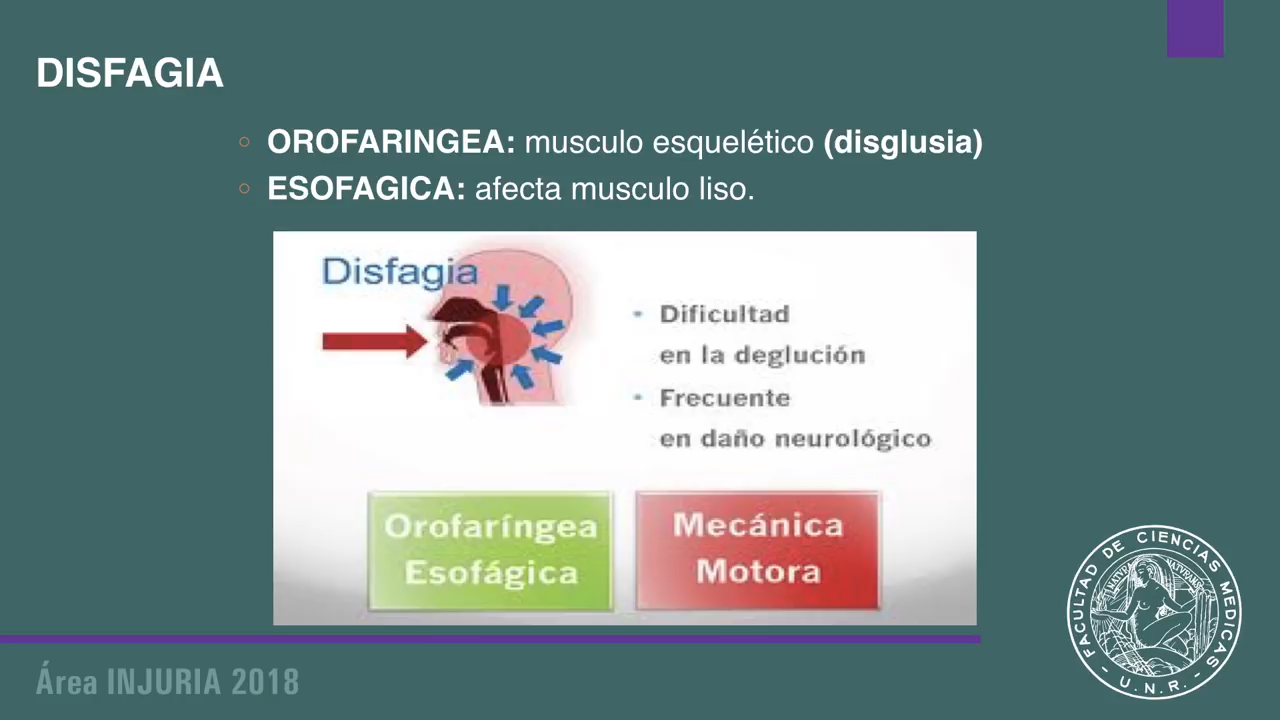 DISFAGIA
OROFARINGEA: musculo esquelético (disglusia)
ESOFAGICA: afecta musculo liso.
Disfagia
Dificultad
en la deglución
Frecuente
en daño neurológico
Orofaríngea
Esofágica
Mecánica
Motora
Área INJURIA 2018
FACULTAD DE CIENCIAS MEDICAS
- U.N.R. -